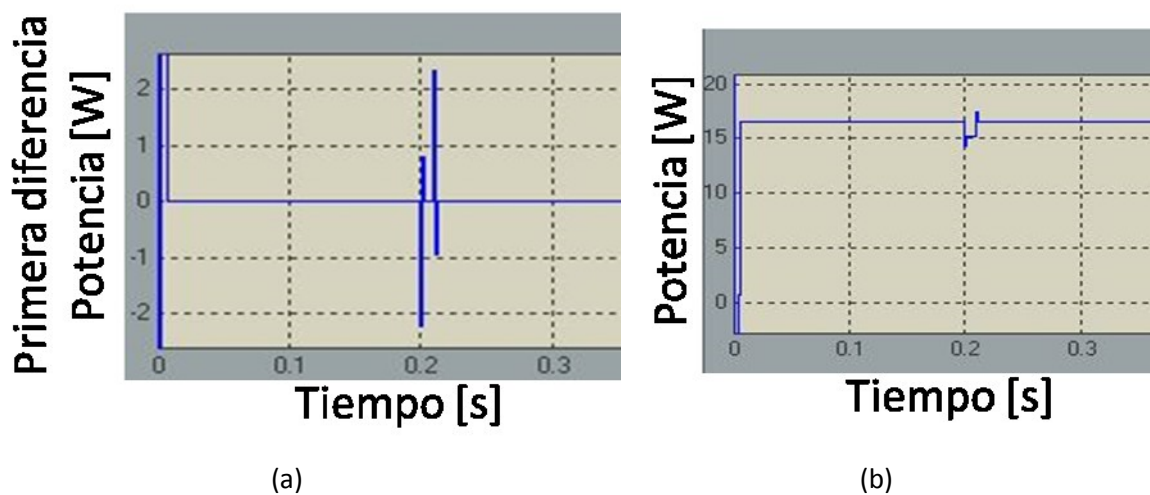 Primera diferencia
Potencia [W]
2
1
0
-1
-2
0
0.1
0.2
0.3
Tiempo [s]
(a)
Potencia [W]
20
15
10
5
0
0
0.1
0.2
0.3
Tiempo [s]
(b)